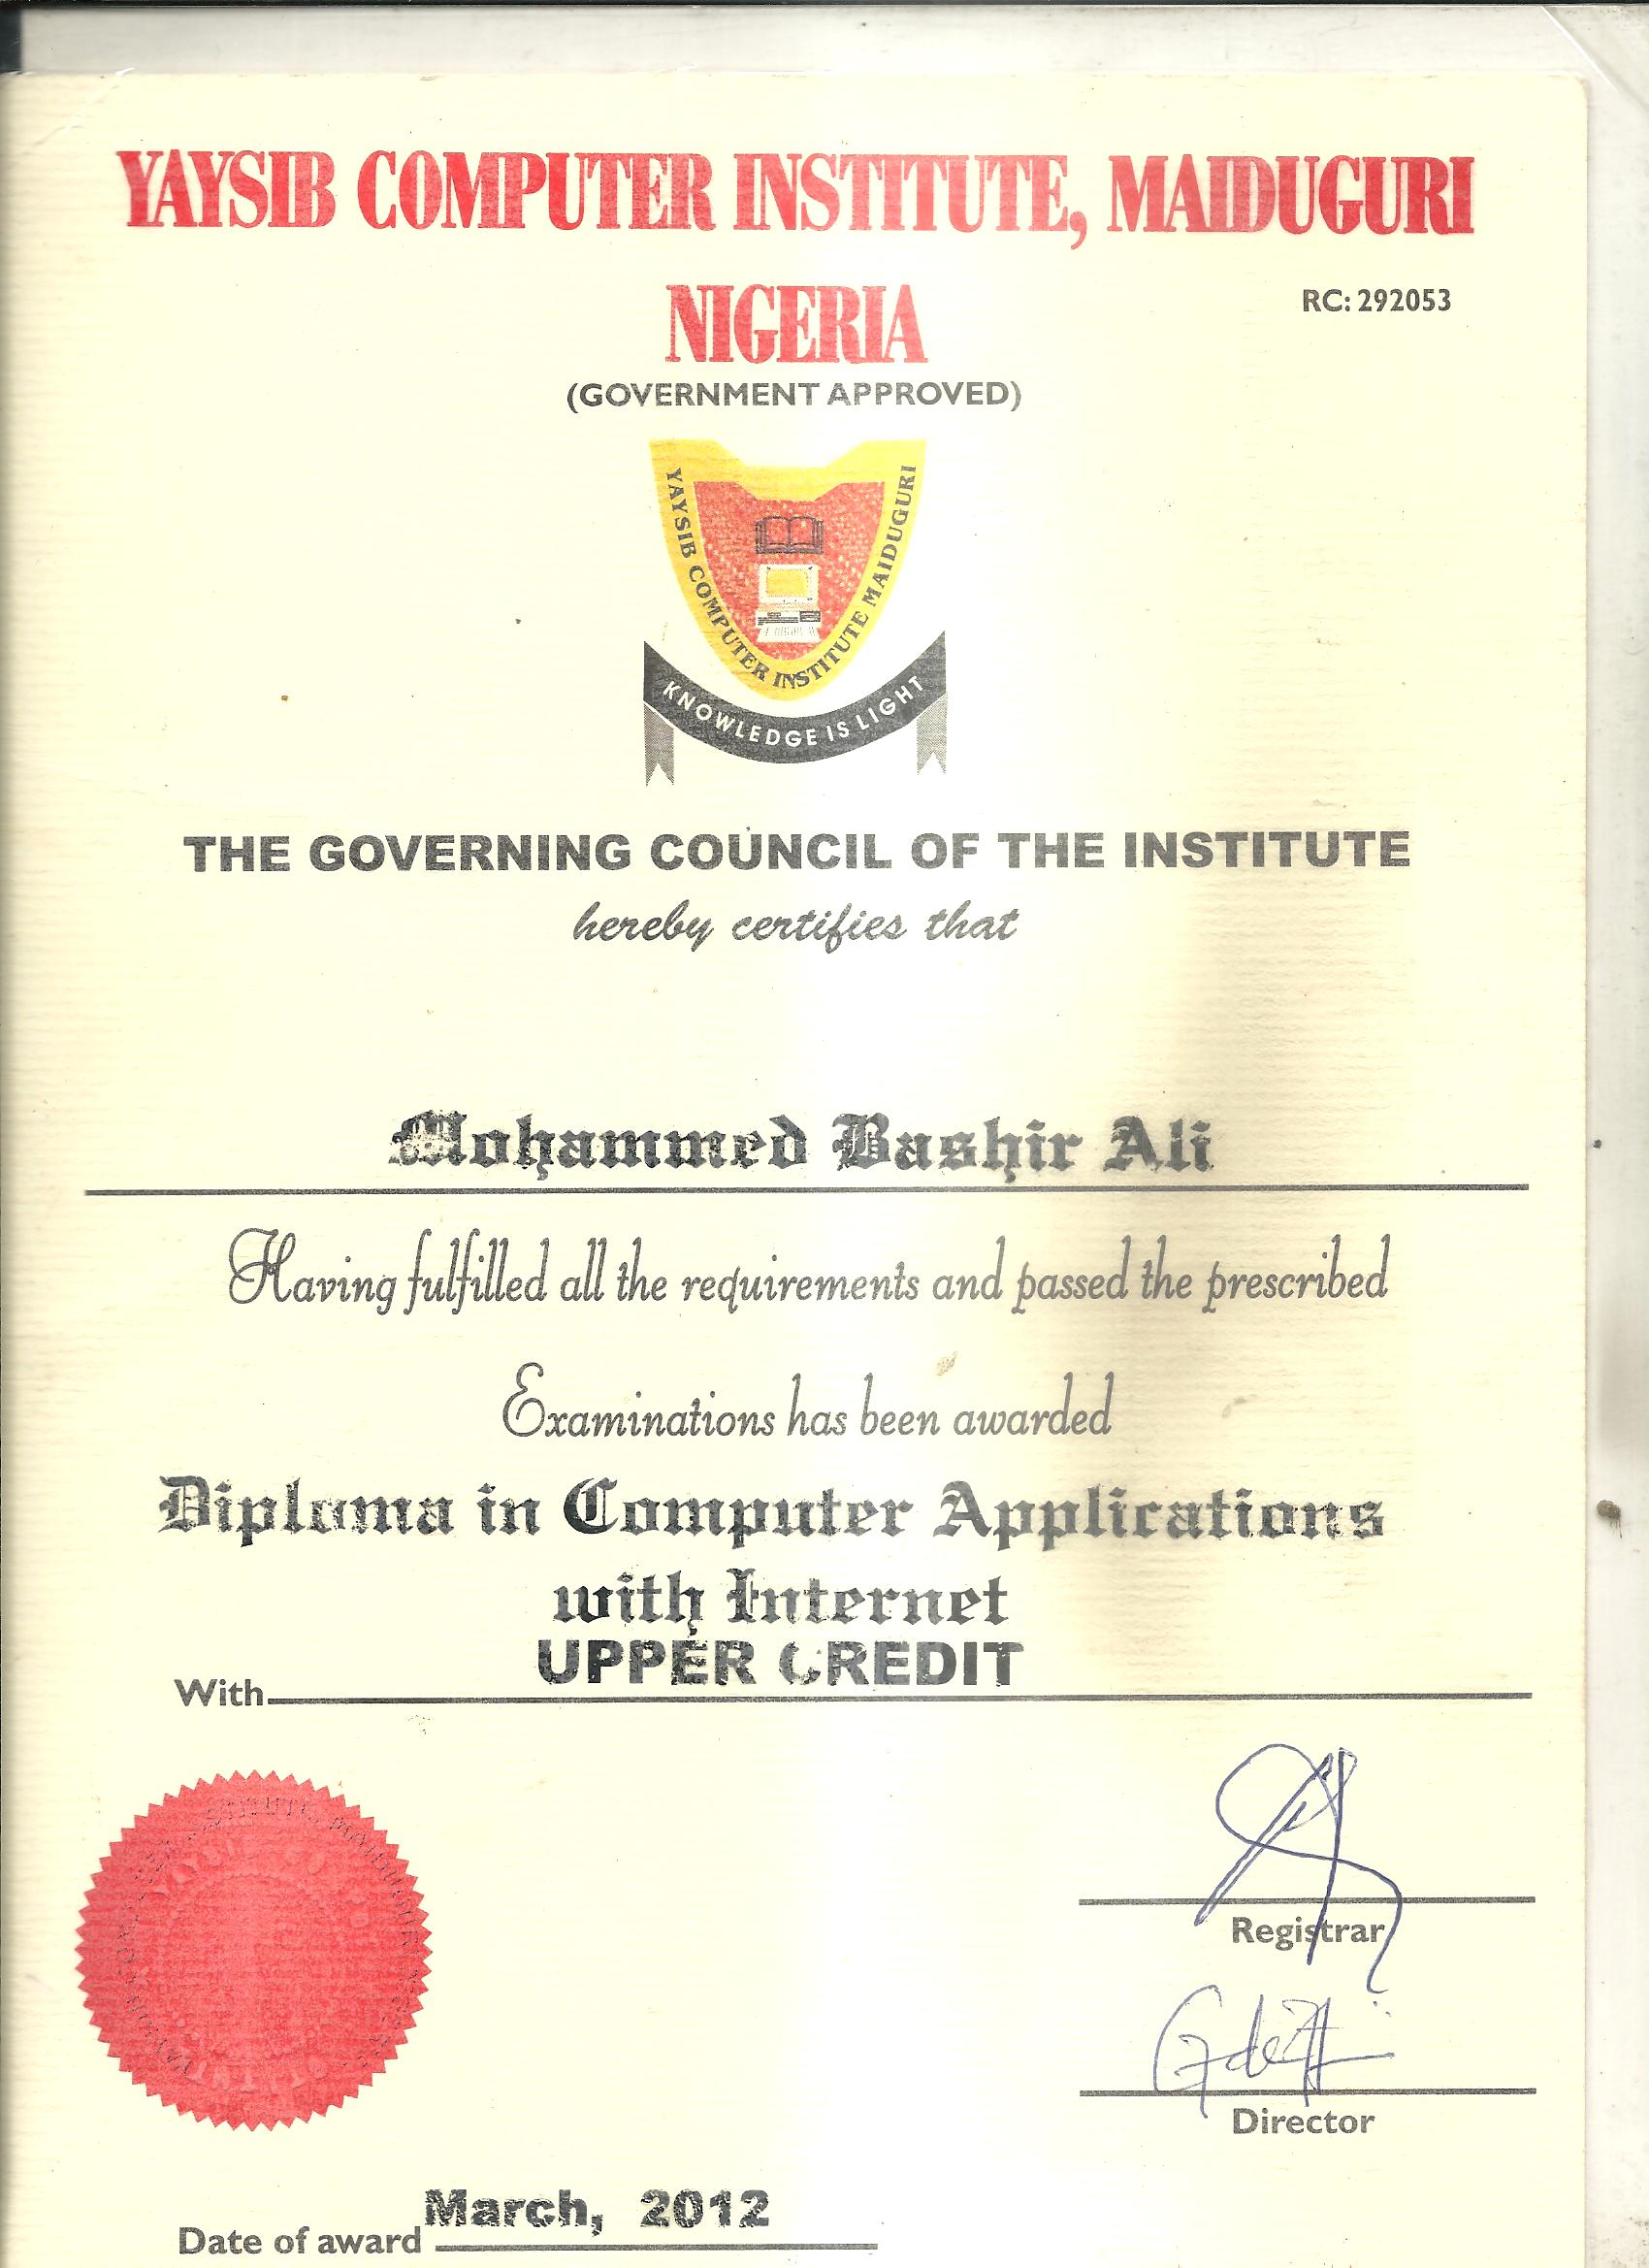 YAYSIB COMPUTER INSTITUTE, MAIDUGURI
NIGERIA
RC: 292053
(GOVERNMENT APPROVED)
YAYSIB COMPUTER INSTITUTE MAIDUGURI
KNOWLEDGE IS LIGHT
THE GOVERNING COUNCIL OF THE INSTITUTE
hereby certifies that
Mohammed Bashir Ali
Having fulfilled all the requirements and passed the prescribed
Examinations has been awarded
Diploma in Computer Applications
with Internet
UPPER CREDIT
With
Registrar
Director
March, 2012
Date of award